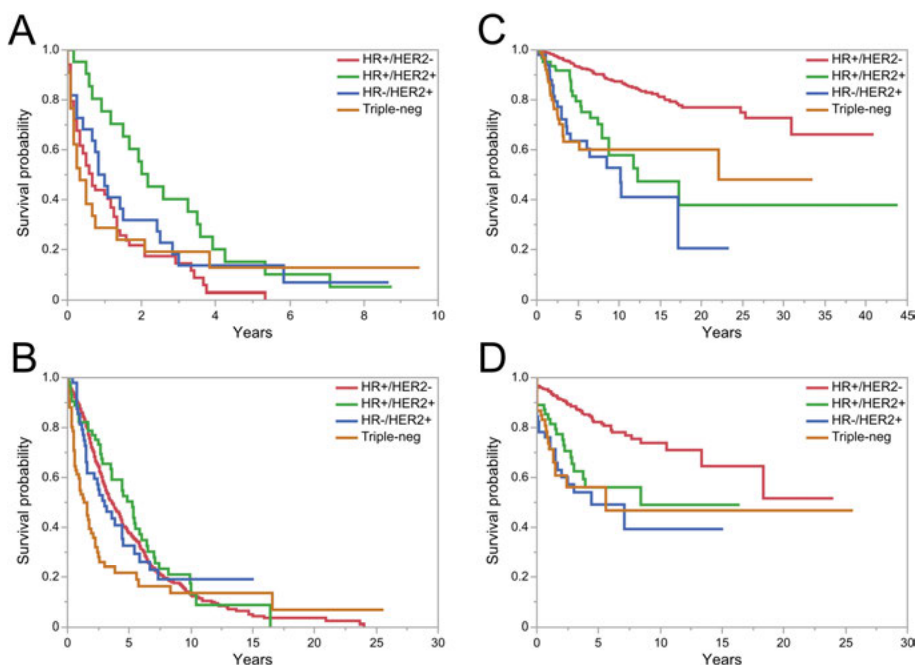 A
1.0
0.8
0.6
0.4
0.2
0
Survival probability
HR+/HER2-
HR+/HER2+
HR-/HER2+
Triple-neg
0 2 4 6 8 10
Years
B
1.0
0.8
0.6
0.4
0.2
0
Survival probability
HR+/HER2-
HR+/HER2+
HR-/HER2+
Triple-neg
0 5 10 15 20 25 30
Years
C
1.0
0.8
0.6
0.4
0.2
0
Survival probability
HR+/HER2-
HR+/HER2+
HR-/HER2+
Triple-neg
0 5 10 15 20 25 30 35 40 45
Years
D
1.0
0.8
0.6
0.4
0.2
0
Survival probability
HR+/HER2-
HR+/HER2+
HR-/HER2+
Triple-neg
0 5 10 15 20 25 30
Years